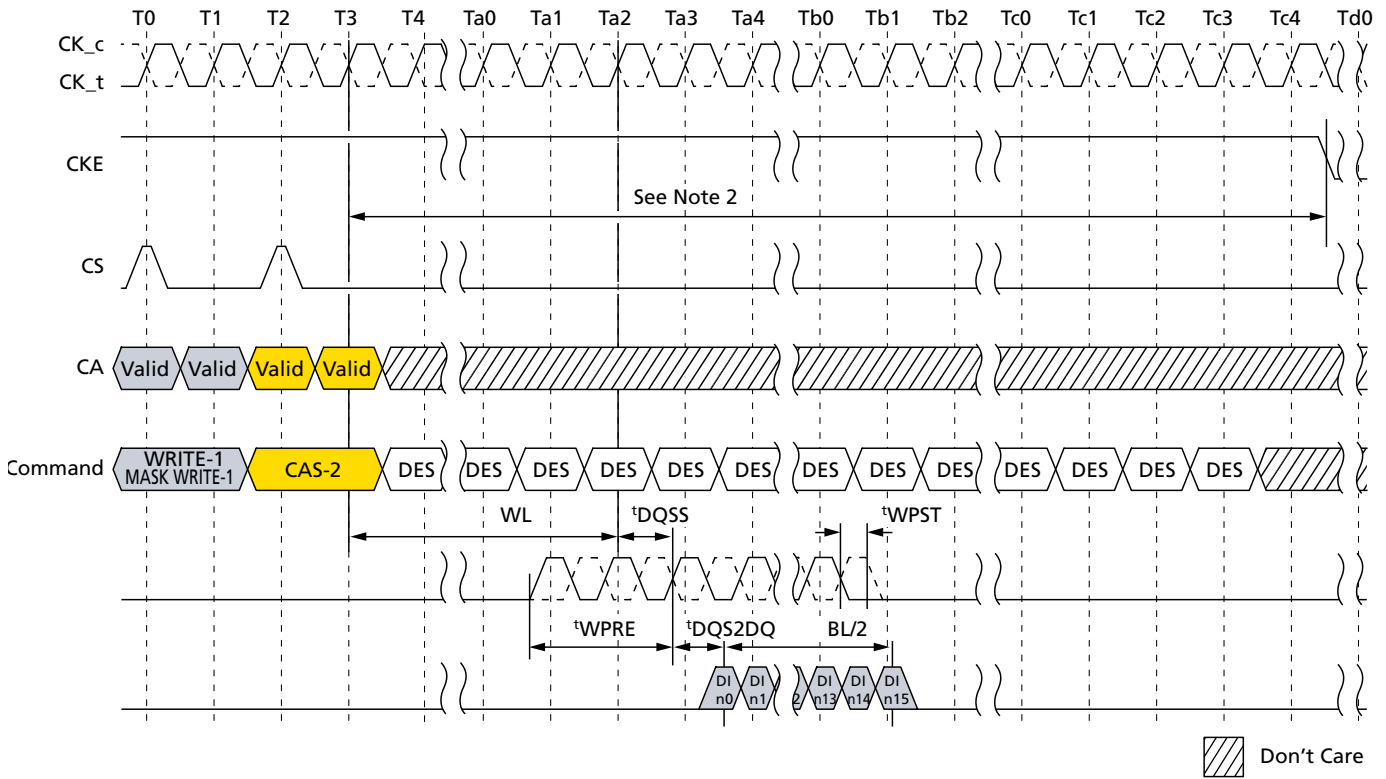 T0 T1 T2 T3 T4 Ta0 Ta1 Ta2 Ta3 Ta4 Tb0 Tb1 Tb2 Tc0 Tc1 Tc2 Tc3 Tc4 Td0
CK_c
CK_t
CKE
See Note 2
CS
CA Valid Valid Valid Valid
Command WRITE-1 MASK WRITE-1 CAS-2 DES DES DES DES DES DES DES DES DES DES DES DES DES
WL tDQSS tWPST
tWPRE tDQS2DQ BL/2
DI DI DI DI DI
n0 n1 2 n13 n14 n15
Don't Care